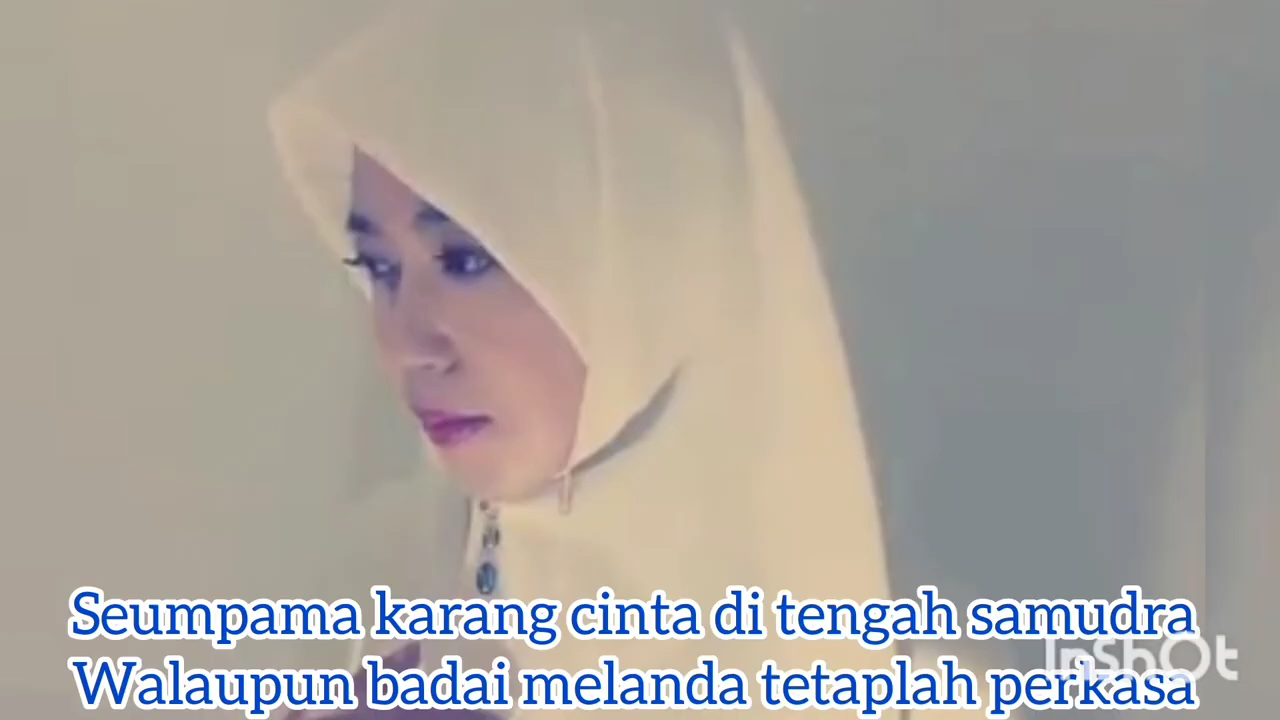 Seumpama karang cinta di tengah samudra
Walaupun badai melanda tetaplah perkasa
InShOt